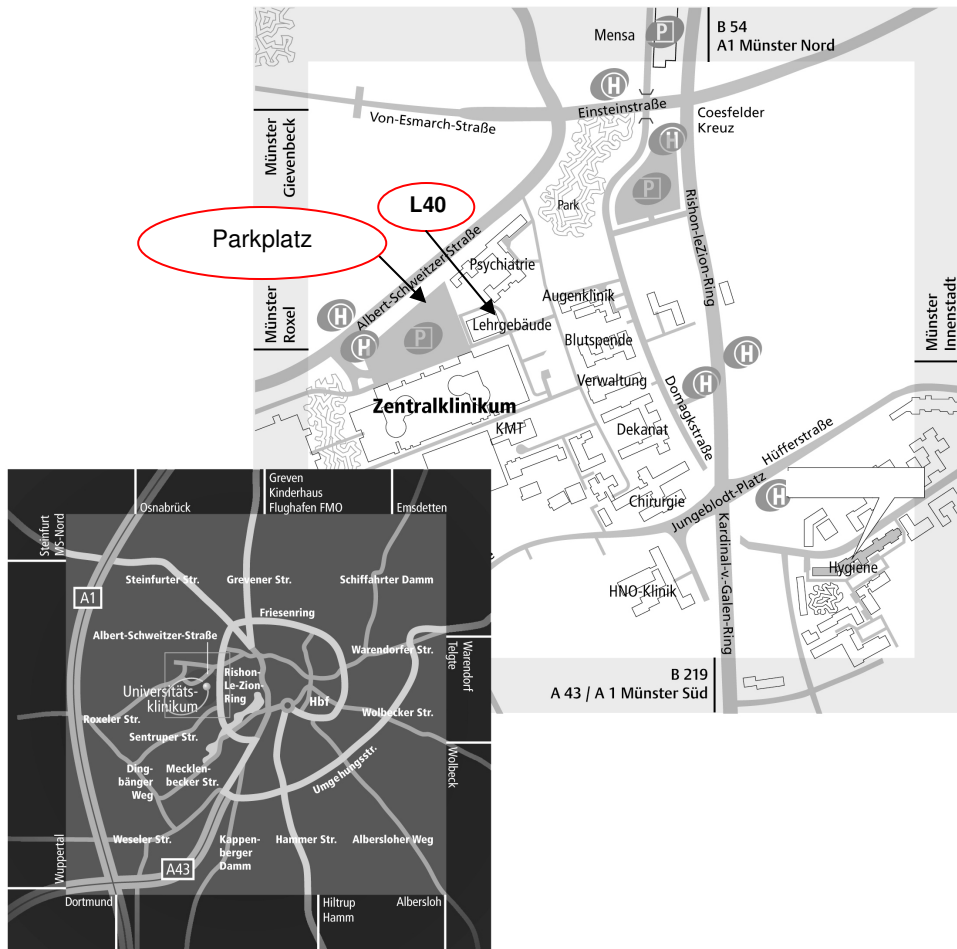 B 54
A1 Münster Nord
Mensa
P
H
Einsteinstraße
Von-Esmarch-Straße
Coesfelder
Kreuz
H
P
Münster
Gievenbeck
Park
L40
Parkplatz
Rishon-leZion-Ring
Albert-Schweitzer-Straße
Psychiatrie
Augenklinik
Münster
Roxel
H
H
P
Lehrgebäude
Blutspende
Münster
Innenstadt
H
H
Verwaltung
Domagkstraße
Zentralklinikum
KMT
Dekanat
Hüfferstraße
Chirurgie
Jungeblodt-Platz
H
Kardinal-v.-Galen-Ring
Hygiene
HNO-Klinik
B 219
A 43 / A 1 Münster Süd
Osnabrück
Greven
Kinderhaus
Flughafen FMO
Emsdetten
Steinfurt
MS-Nord
Steinfurter Str.
Grevener Str.
Schiffahrter Damm
A1
Friesenring
Albert-Schweitzer-Straße
Warendorfer Str.
Warendorf
Telgte
Rishon-
Le-Zion-
Ring
Universitäts-
klinikum
Hbf
Roxeler Str.
Wolbecker Str.
Sentruper Str.
Umgehungsstr.
Wolbeck
Ding-
bänger
Weg
Mecklen-
becker Str.
Weseler Str.
Kappen-
berger
Damm
Hammer Str.
Albersloher Weg
Wuppertal
A43
Dortmund
Hiltrup
Hamm
Albersloh